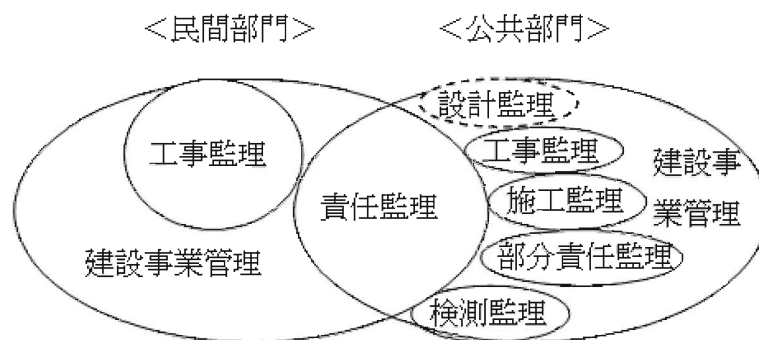 <民間部門>
<公共部門>
設計監理
工事監理
工事監理
建設事
業管理
責任監理
施工監理
建設事業管理
部分責任監理
検測監理